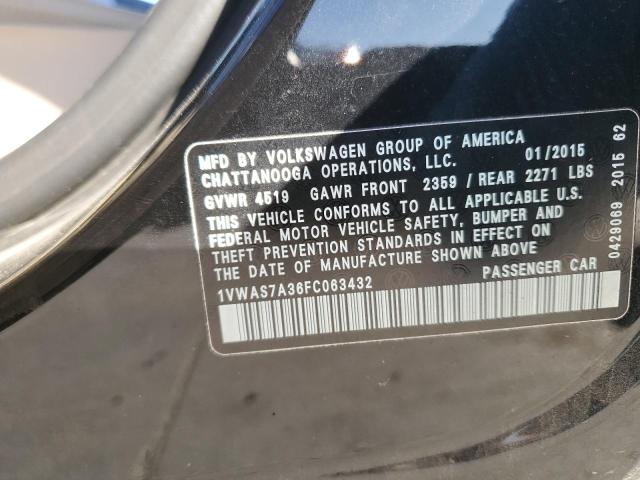 MFD BY VOLKSWAGEN GROUP OF AMERICA
CHATTANOOGA OPERATIONS, LLC. 01/2015
GVWR 4519 GAWR FRONT 2359 / REAR 2271 LBS
THIS VEHICLE CONFORMS TO ALL APPLICABLE U.S.
FEDERAL MOTOR VEHICLE SAFETY, BUMPER AND
THEFT PREVENTION STANDARDS IN EFFECT ON
THE DATE OF MANUFACTURE SHOWN ABOVE
1VWAS7A36FC063432 PASSENGER CAR
0429069 2015 62